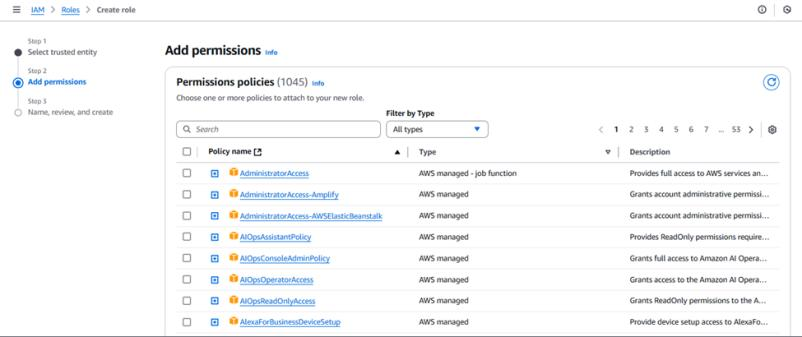 IAM > Roles > Create role
Step 1
Select trusted entity
Step 2
Add permissions
Step 3
Name, review, and create
Add permissions Info
Permissions policies (1045) Info
Choose one or more policies to attach to your new role.
Filter by Type
Search
All types
1 2 3 4 5 6 7 ... 53
Policy name Type Description
AdministratorAccess AWS managed - job function Provides full access to AWS services an...
AdministratorAccess-Amplify AWS managed Grants account administrative permissi...
AdministratorAccess-AWSElasticBeanstalk AWS managed Grants account administrative permissi...
AIOpsAssistantPolicy AWS managed Provides ReadOnly permissions require...
AIOpsConsoleAdminPolicy AWS managed Grants full access to Amazon AI Opera...
AIOpsOperatorAccess AWS managed Grants access to the Amazon AI Opera...
AIOpsReadOnlyAccess AWS managed Grants ReadOnly permissions to the A...
AlexaForBusinessDeviceSetup AWS managed Provide device setup access to AlexaFo...